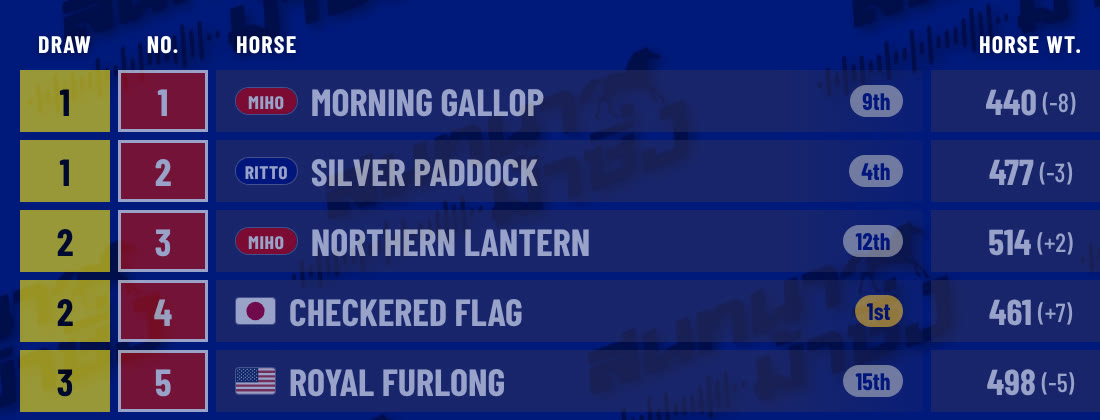 DRAW NO. HORSE HORSE WT.
1 1 MIHO MORNING GALLOP 9th 440 (-8)
1 2 RITTO SILVER PADDOCK 4th 477 (-3)
2 3 MIHO NORTHERN LANTERN 12th 514 (+2)
2 4 CHECKERED FLAG 1st 461 (+7)
3 5 ROYAL FURLONG 15th 498 (-5)